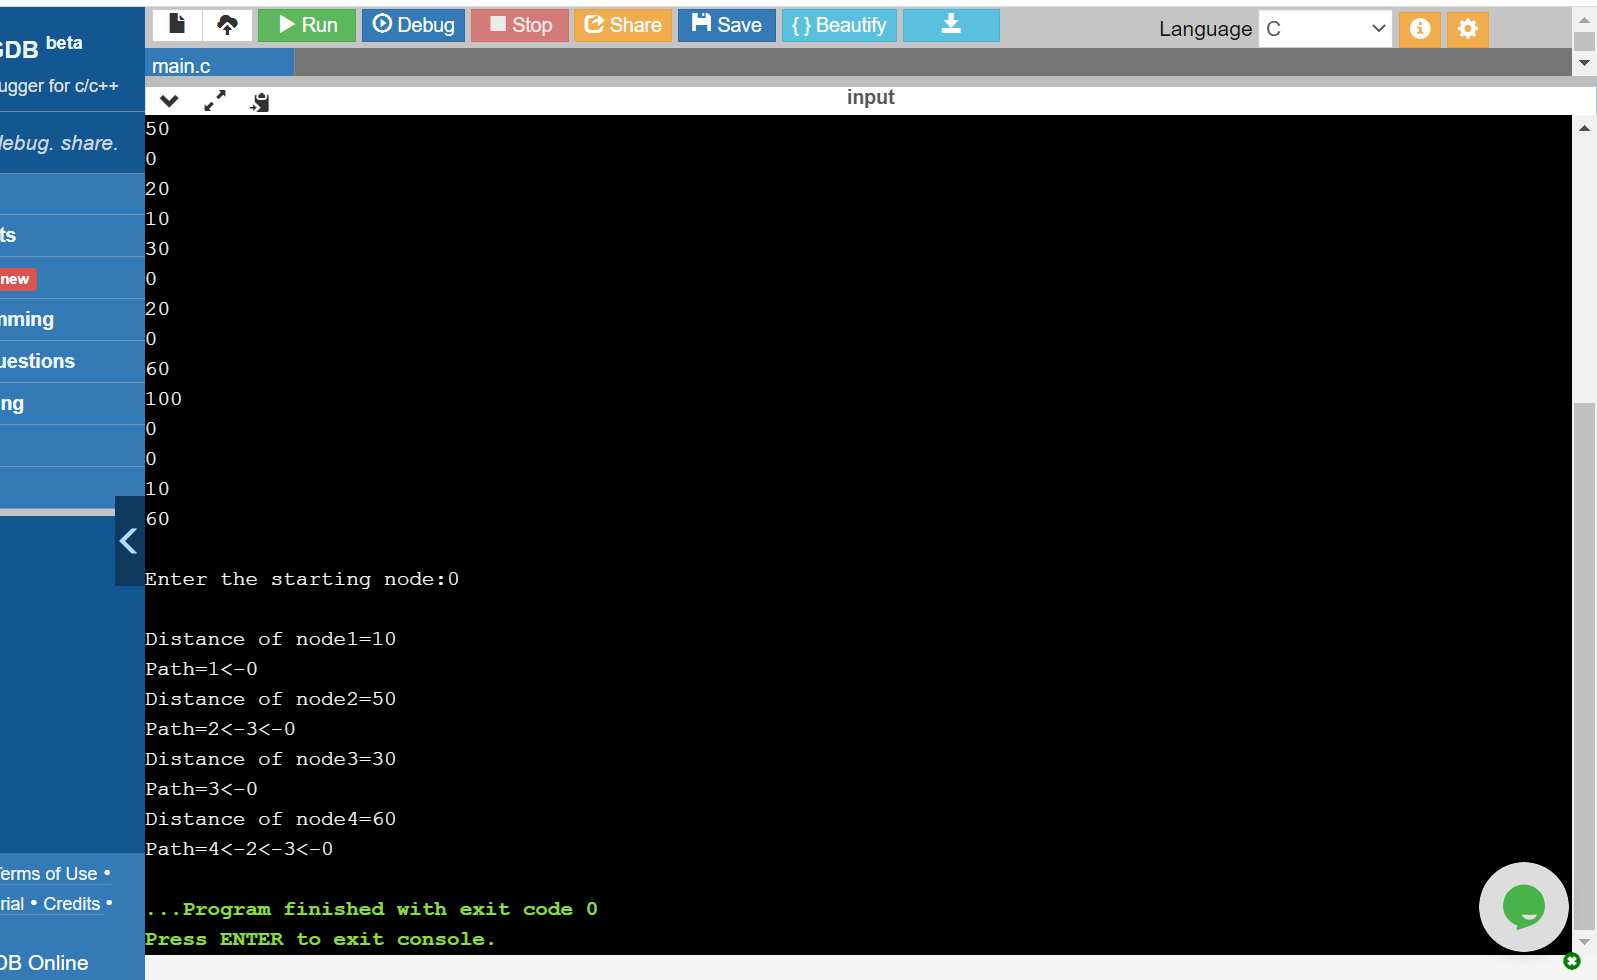 GDB beta
ugger for c/c++
debug. share.
ts
new
mming
uestions
ng
Terms of Use •
rial • Credits •
DB Online
Run
Debug
Stop
Share
Save
{ } Beautify
Language C
main.c
input
50
0
20
10
30
0
20
0
60
100
0
0
10
60
Enter the starting node:0
Distance of node1=10
Path=1<-0
Distance of node2=50
Path=2<-3<-0
Distance of node3=30
Path=3<-0
Distance of node4=60
Path=4<-2<-3<-0
...Program finished with exit code 0
Press ENTER to exit console.